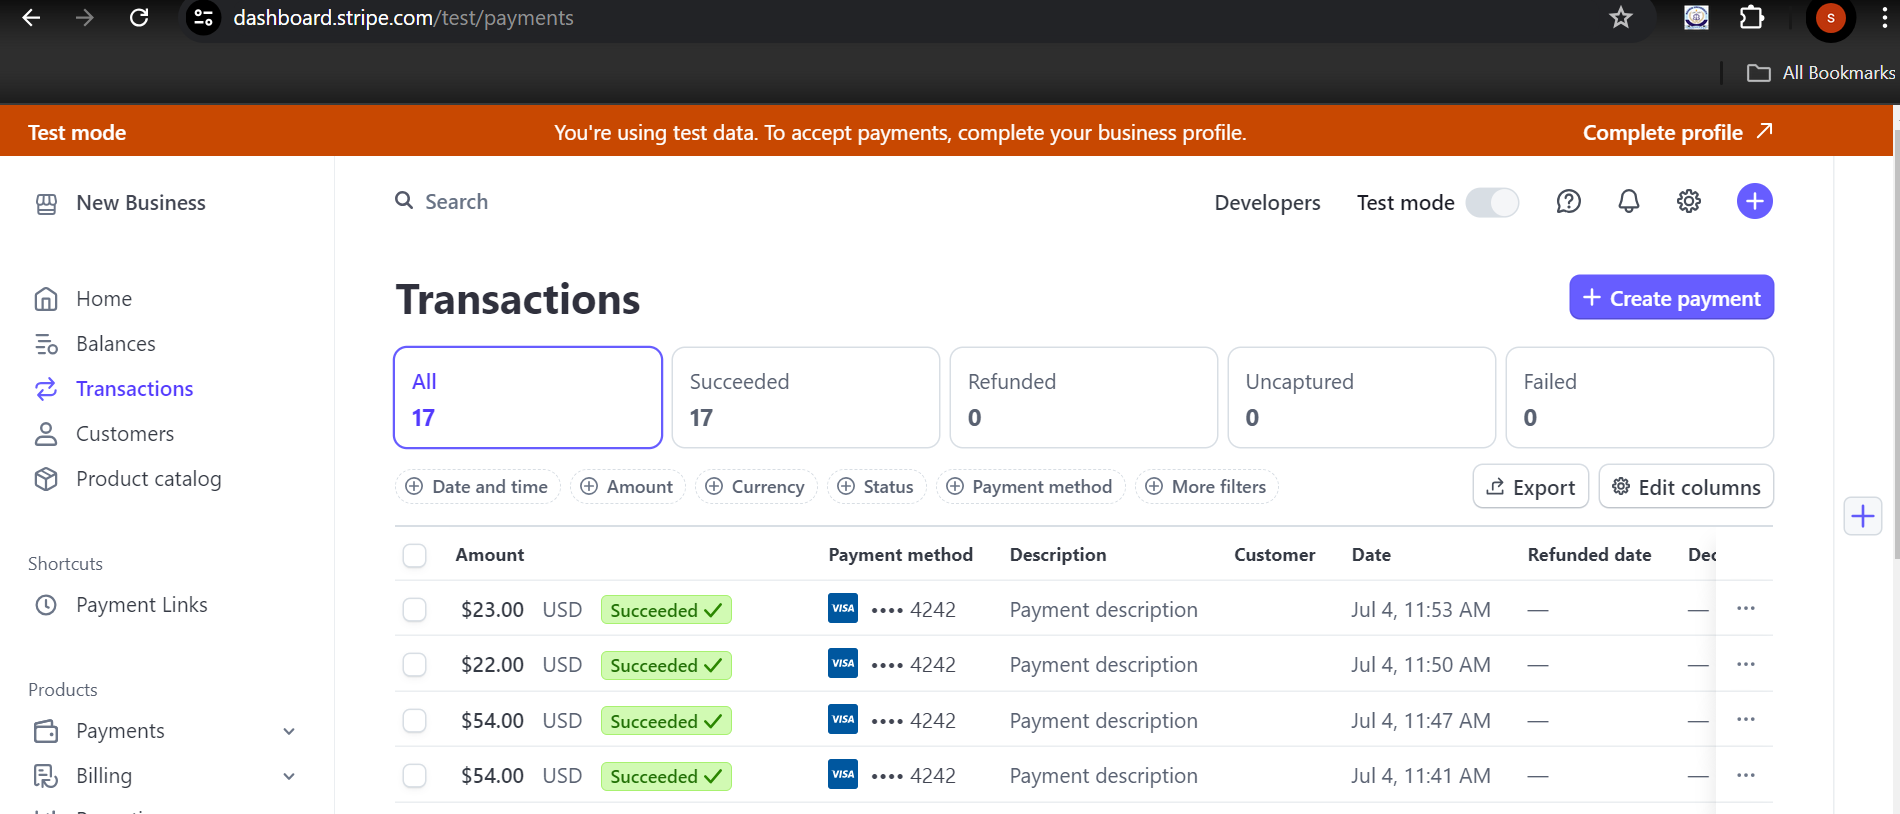 dashboard.stripe.com/test/payments
S
All Bookmarks
Test mode
You're using test data. To accept payments, complete your business profile.
Complete profile
New Business
Search
Developers
Test mode
Home
Balances
Transactions
Customers
Product catalog
Shortcuts
Payment Links
Products
Payments
Billing
Transactions
+ Create payment
All
17
Succeeded
17
Refunded
0
Uncaptured
0
Failed
0
Date and time
Amount
Currency
Status
Payment method
More filters
Export
Edit columns
Amount Payment method Description Customer Date Refunded date
$23.00 USD Succeeded VISA •••• 4242 Payment description Jul 4, 11:53 AM — — ···
$22.00 USD Succeeded VISA •••• 4242 Payment description Jul 4, 11:50 AM — — ···
$54.00 USD Succeeded VISA •••• 4242 Payment description Jul 4, 11:47 AM — — ···
$54.00 USD Succeeded VISA •••• 4242 Payment description Jul 4, 11:41 AM — — ···